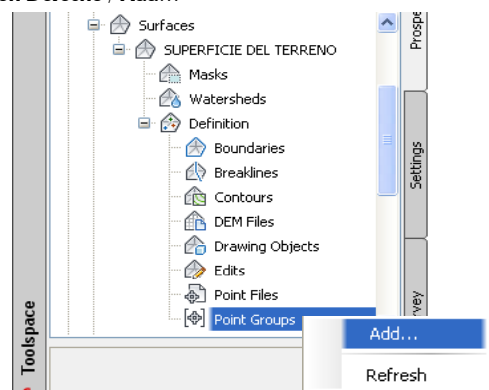 Surfaces
SUPERFICIE DEL TERRENO
Masks
Watersheds
Definition
Boundaries
Breaklines
Contours
DEM Files
Drawing Objects
Edits
Point Files
Point Groups
Add...
Refresh
Toolspace
Prospe
Settings
rvey